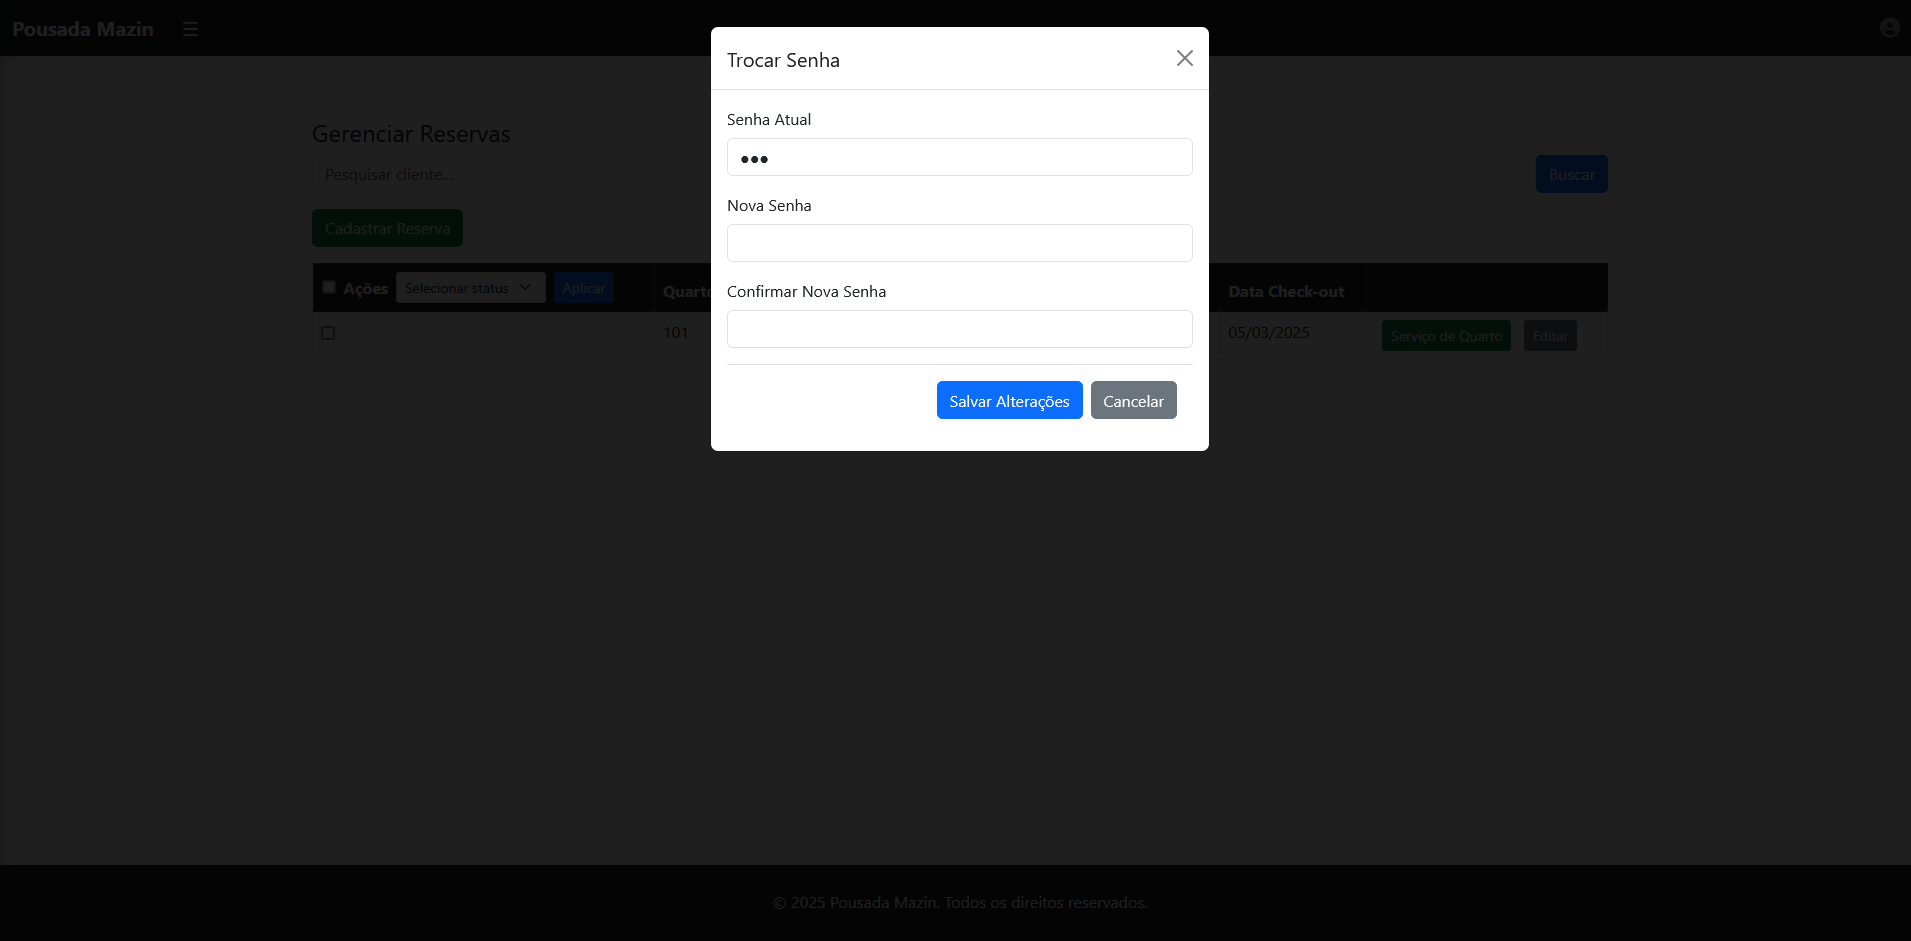 Pousada Mazin
Trocar Senha
Senha Atual
•••
Nova Senha
Confirmar Nova Senha
Salvar Alterações Cancelar
Gerenciar Reservas
Pesquisar cliente... Buscar
Cadastrar Reserva
Ações Selecionar status Aplicar Data Check-out
101 05/03/2025 Serviço de Quarto Editar
© 2025 Pousada Mazin. Todos os direitos reservados.